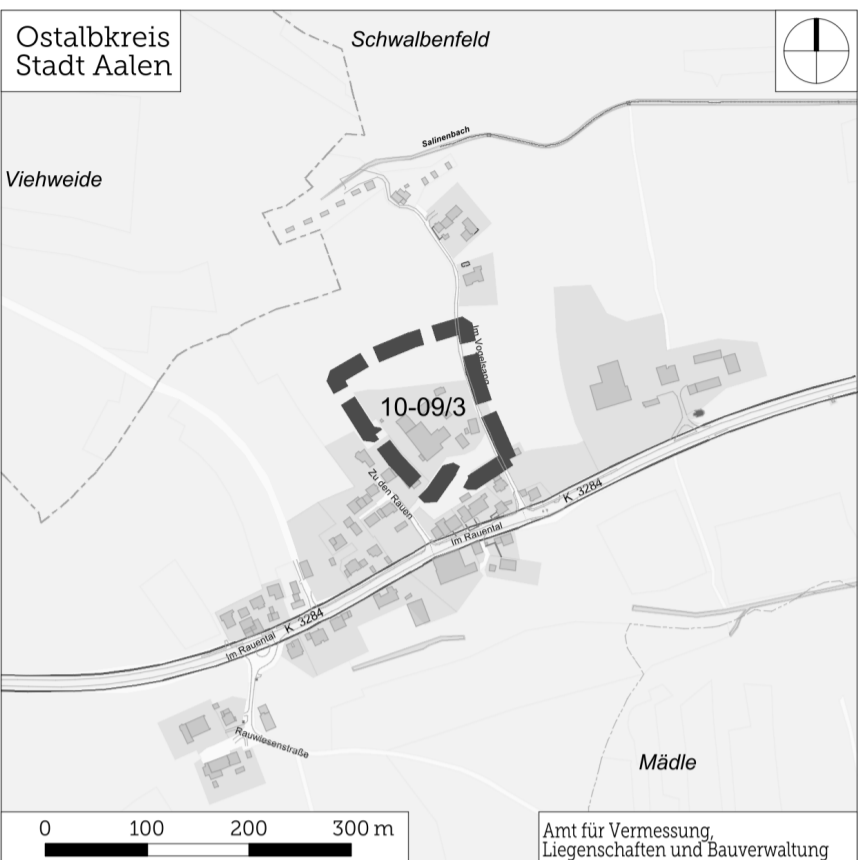 Ostalbkreis
Stadt Aalen
Schwalbenfeld
Salinenbach
Viehweide
Im Vogelsang
10-09/3
Zu den Rauen
K 3284
Im Rauental
K 3284
Im Rauental
Rauwiesenstraße
Mädle
0 100 200 300 m
Amt für Vermessung,
Liegenschaften und Bauverwaltung